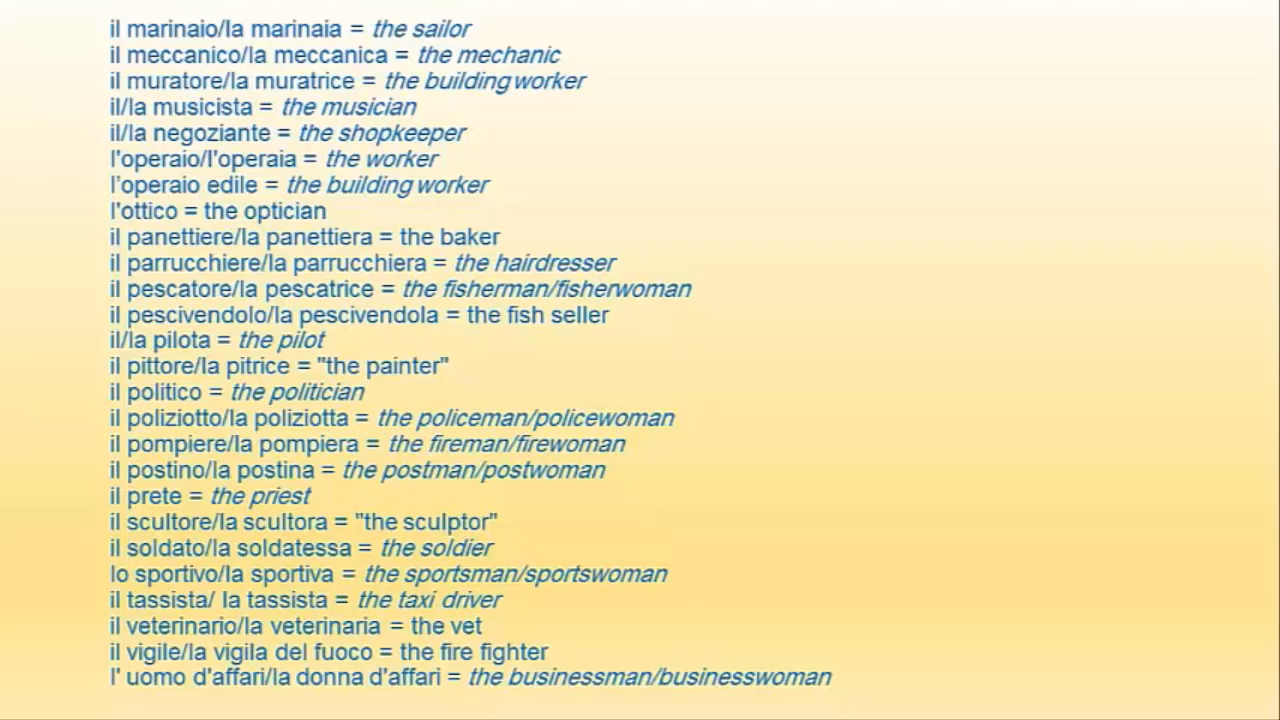 il marinaio/la marinaia = the sailor
il meccanico/la meccanica = the mechanic
il muratore/la muratrice = the building worker
il/la musicista = the musician
il/la negoziante = the shopkeeper
l'operaio/l'operaia = the worker
l'operaio edile = the building worker
l'ottico = the optician
il panettiere/la panettiera = the baker
il parrucchiere/la parrucchiera = the hairdresser
il pescatore/la pescatrice = the fisherman/fisherwoman
il pescivendolo/la pescivendola = the fish seller
il/la pilota = the pilot
il pittore/la pitrice = "the painter"
il politico = the politician
il poliziotto/la poliziotta = the policeman/policewoman
il pompiere/la pompiera = the fireman/firewoman
il postino/la postina = the postman/postwoman
il prete = the priest
il scultore/la scultora = "the sculptor"
il soldato/la soldatessa = the soldier
lo sportivo/la sportiva = the sportsman/sportswoman
il tassista/ la tassista = the taxi driver
il veterinario/la veterinaria = the vet
il vigile/la vigila del fuoco = the fire fighter
l' uomo d'affari/la donna d'affari = the businessman/businesswoman